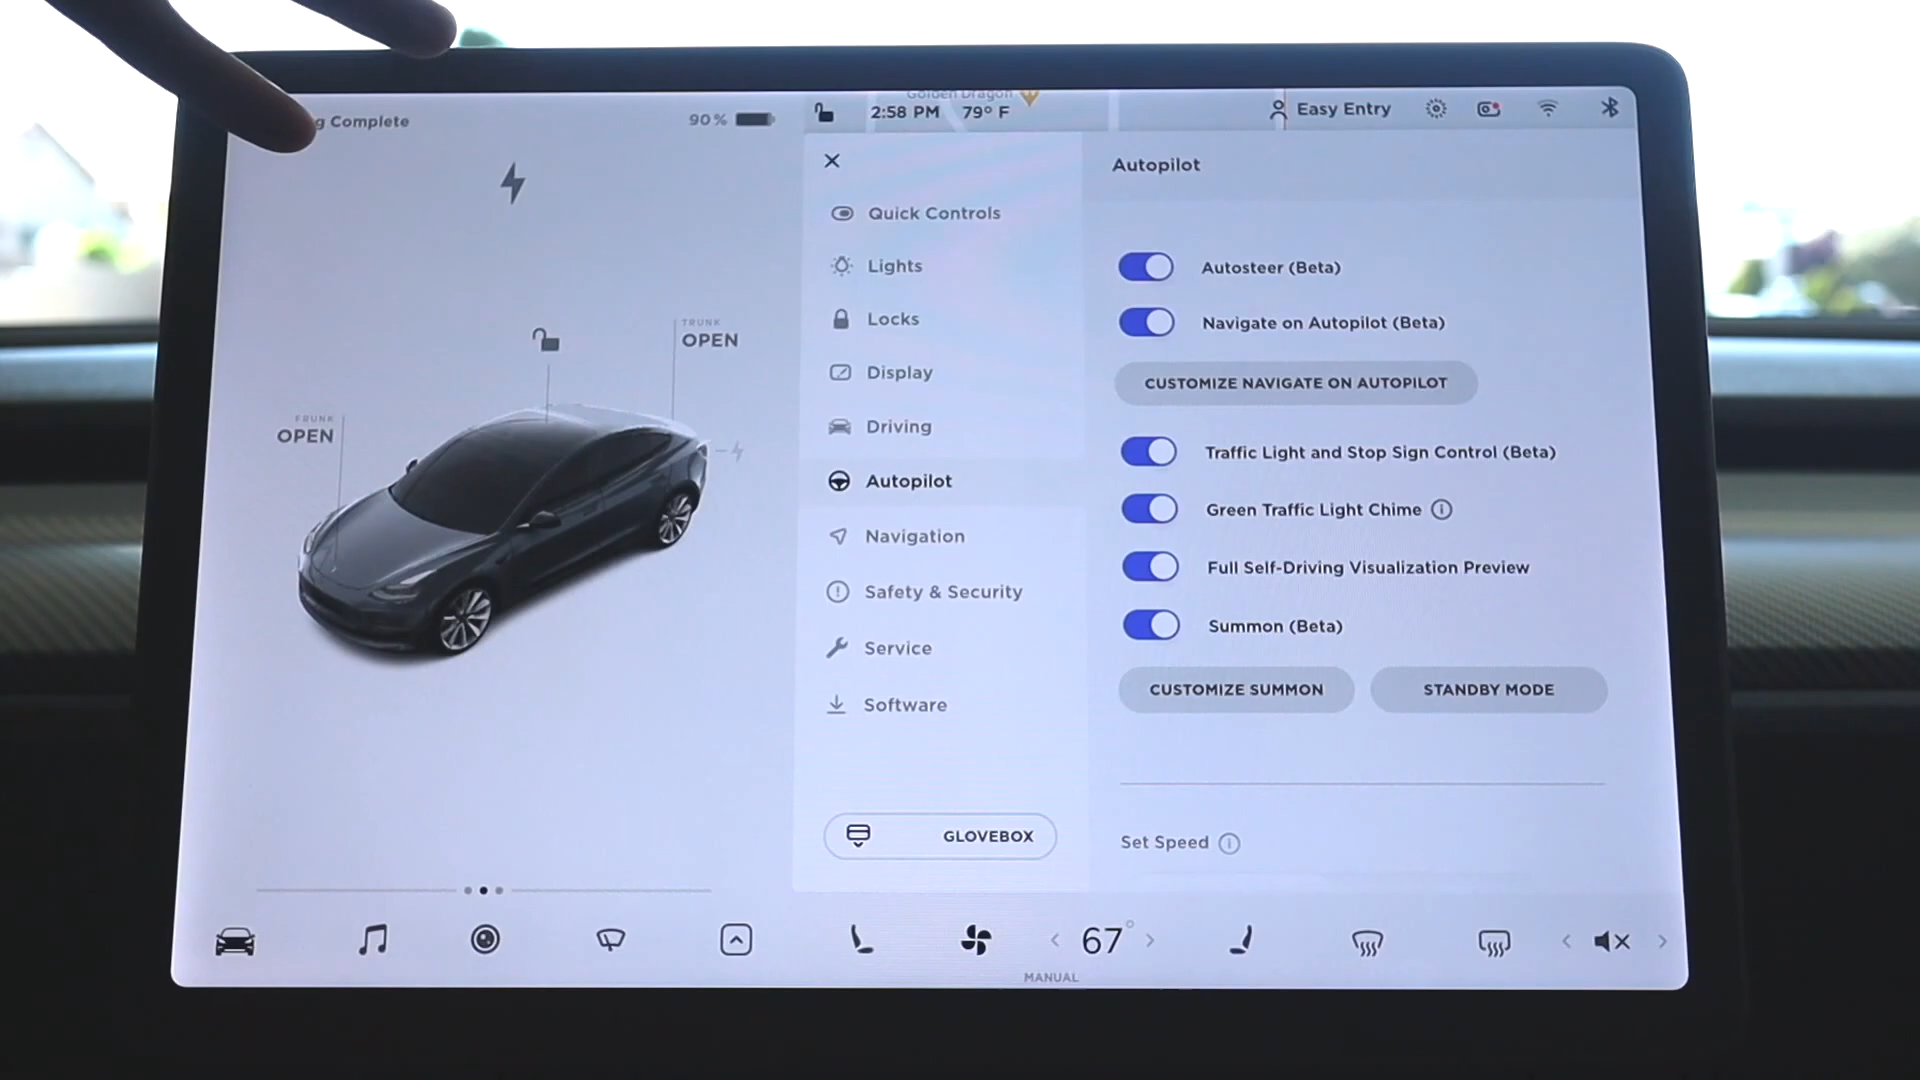 Complete
90%
Golden Dragon
2:58 PM 79° F
Easy Entry
Quick Controls
Lights
Locks
Display
Driving
Autopilot
Navigation
Safety & Security
Service
Software
GLOVEBOX
Autopilot
Autosteer (Beta)
Navigate on Autopilot (Beta)
CUSTOMIZE NAVIGATE ON AUTOPILOT
Traffic Light and Stop Sign Control (Beta)
Green Traffic Light Chime
Full Self-Driving Visualization Preview
Summon (Beta)
CUSTOMIZE SUMMON
STANDBY MODE
Set Speed
TRUNK
OPEN
FRUNK
OPEN
67°
MANUAL